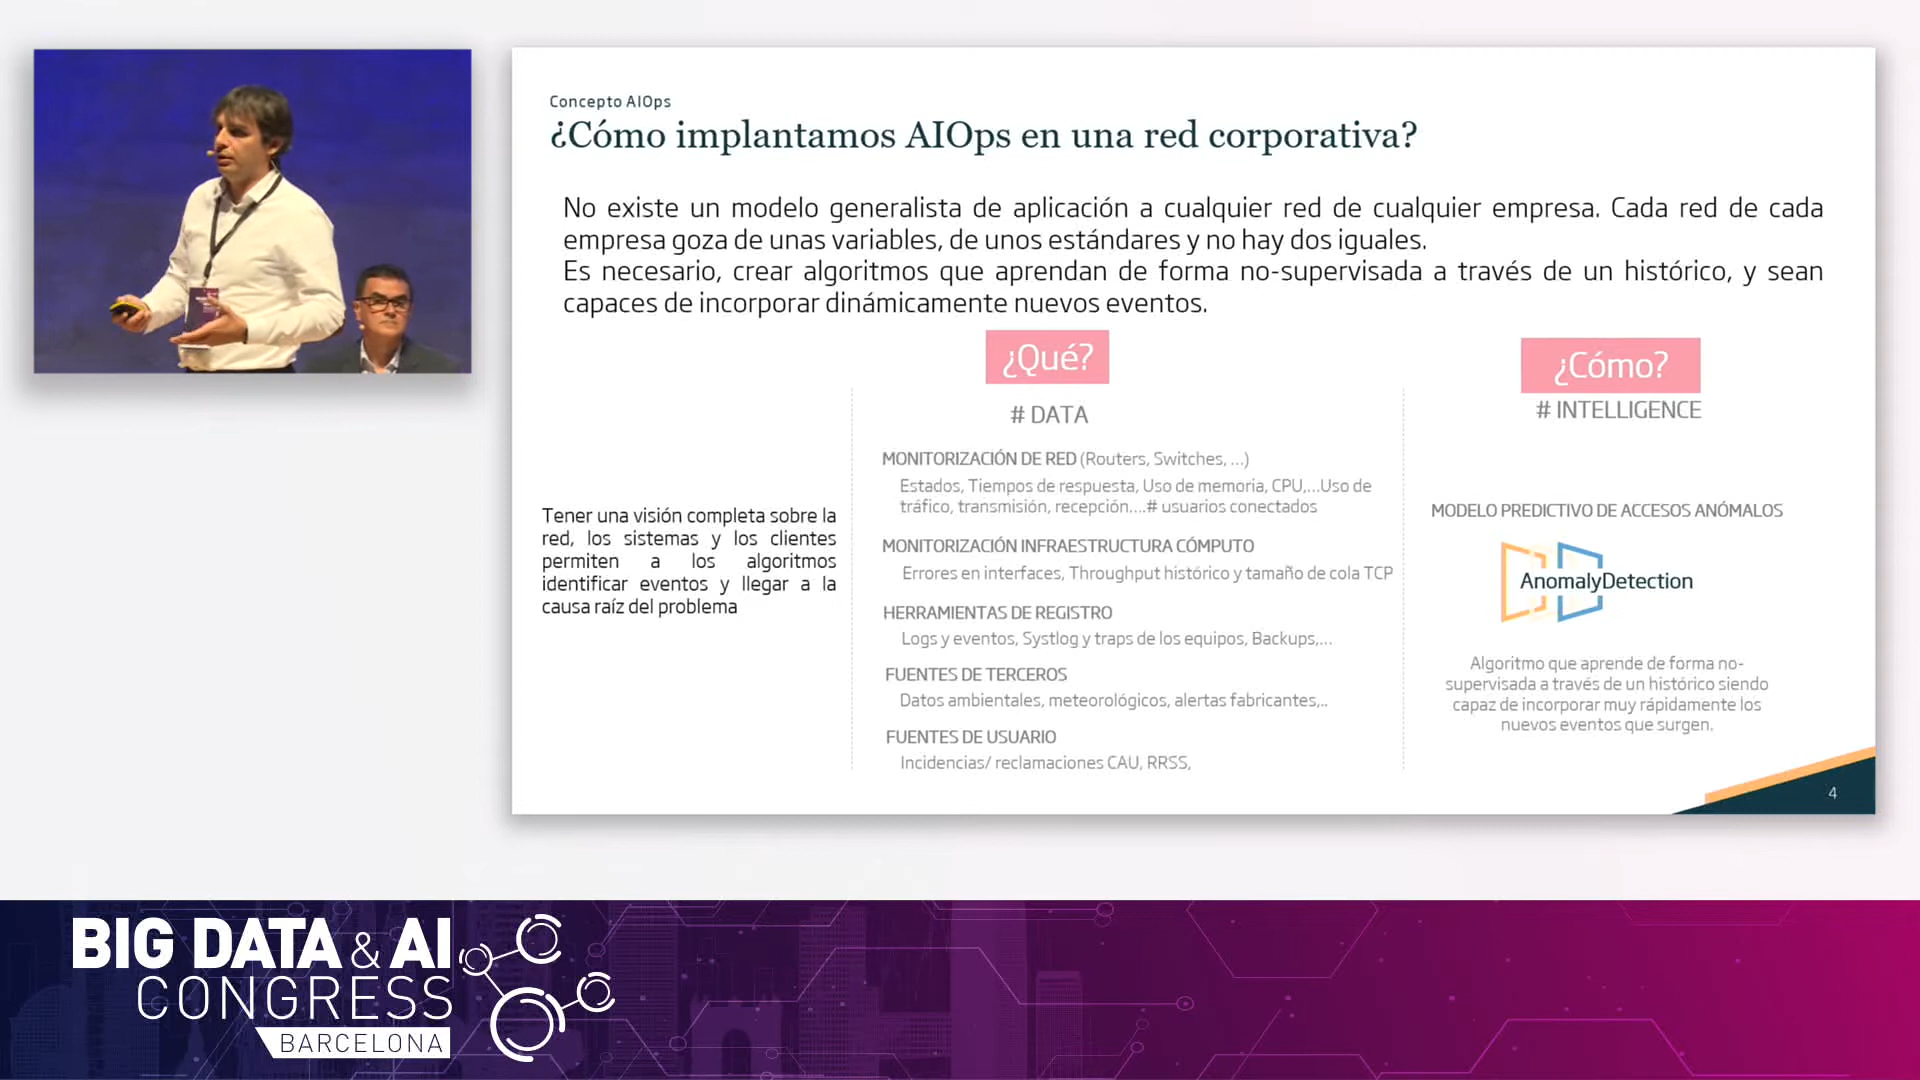 Concepto AIOps
¿Cómo implantamos AIOps en una red corporativa?
No existe un modelo generalista de aplicación a cualquier red de cualquier empresa. Cada red de cada
empresa goza de unas variables, de unos estándares y no hay dos iguales.
Es necesario, crear algoritmos que aprendan de forma no-supervisada a través de un histórico, y sean
capaces de incorporar dinámicamente nuevos eventos.
Tener una visión completa sobre la
red, los sistemas y los clientes
permiten a los algoritmos
identificar eventos y llegar a la
causa raíz del problema
¿Qué?
# DATA
MONITORIZACIÓN DE RED (Routers, Switches, ...)
Estados, Tiempos de respuesta, Uso de memoria, CPU,...Uso de
tráfico, transmisión, recepción....# usuarios conectados
MONITORIZACIÓN INFRAESTRUCTURA CÓMPUTO
Errores en interfaces, Throughput histórico y tamaño de cola TCP
HERRAMIENTAS DE REGISTRO
Logs y eventos, Systlog y traps de los equipos, Backups,...
FUENTES DE TERCEROS
Datos ambientales, meteorológicos, alertas fabricantes,..
FUENTES DE USUARIO
Incidencias/ reclamaciones CAU, RRSS,
¿Cómo?
# INTELLIGENCE
MODELO PREDICTIVO DE ACCESOS ANÓMALOS
AnomalyDetection
Algoritmo que aprende de forma no-
supervisada a través de un histórico siendo
capaz de incorporar muy rápidamente los
nuevos eventos que surgen.
4
BIG DATA & AI
CONGRESS
BARCELONA